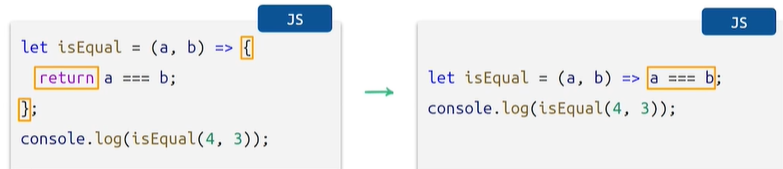 JS
let isEqual = (a, b) => {
return a === b;
};
console.log(isEqual(4, 3));
JS
let isEqual = (a, b) => a === b;
console.log(isEqual(4, 3));